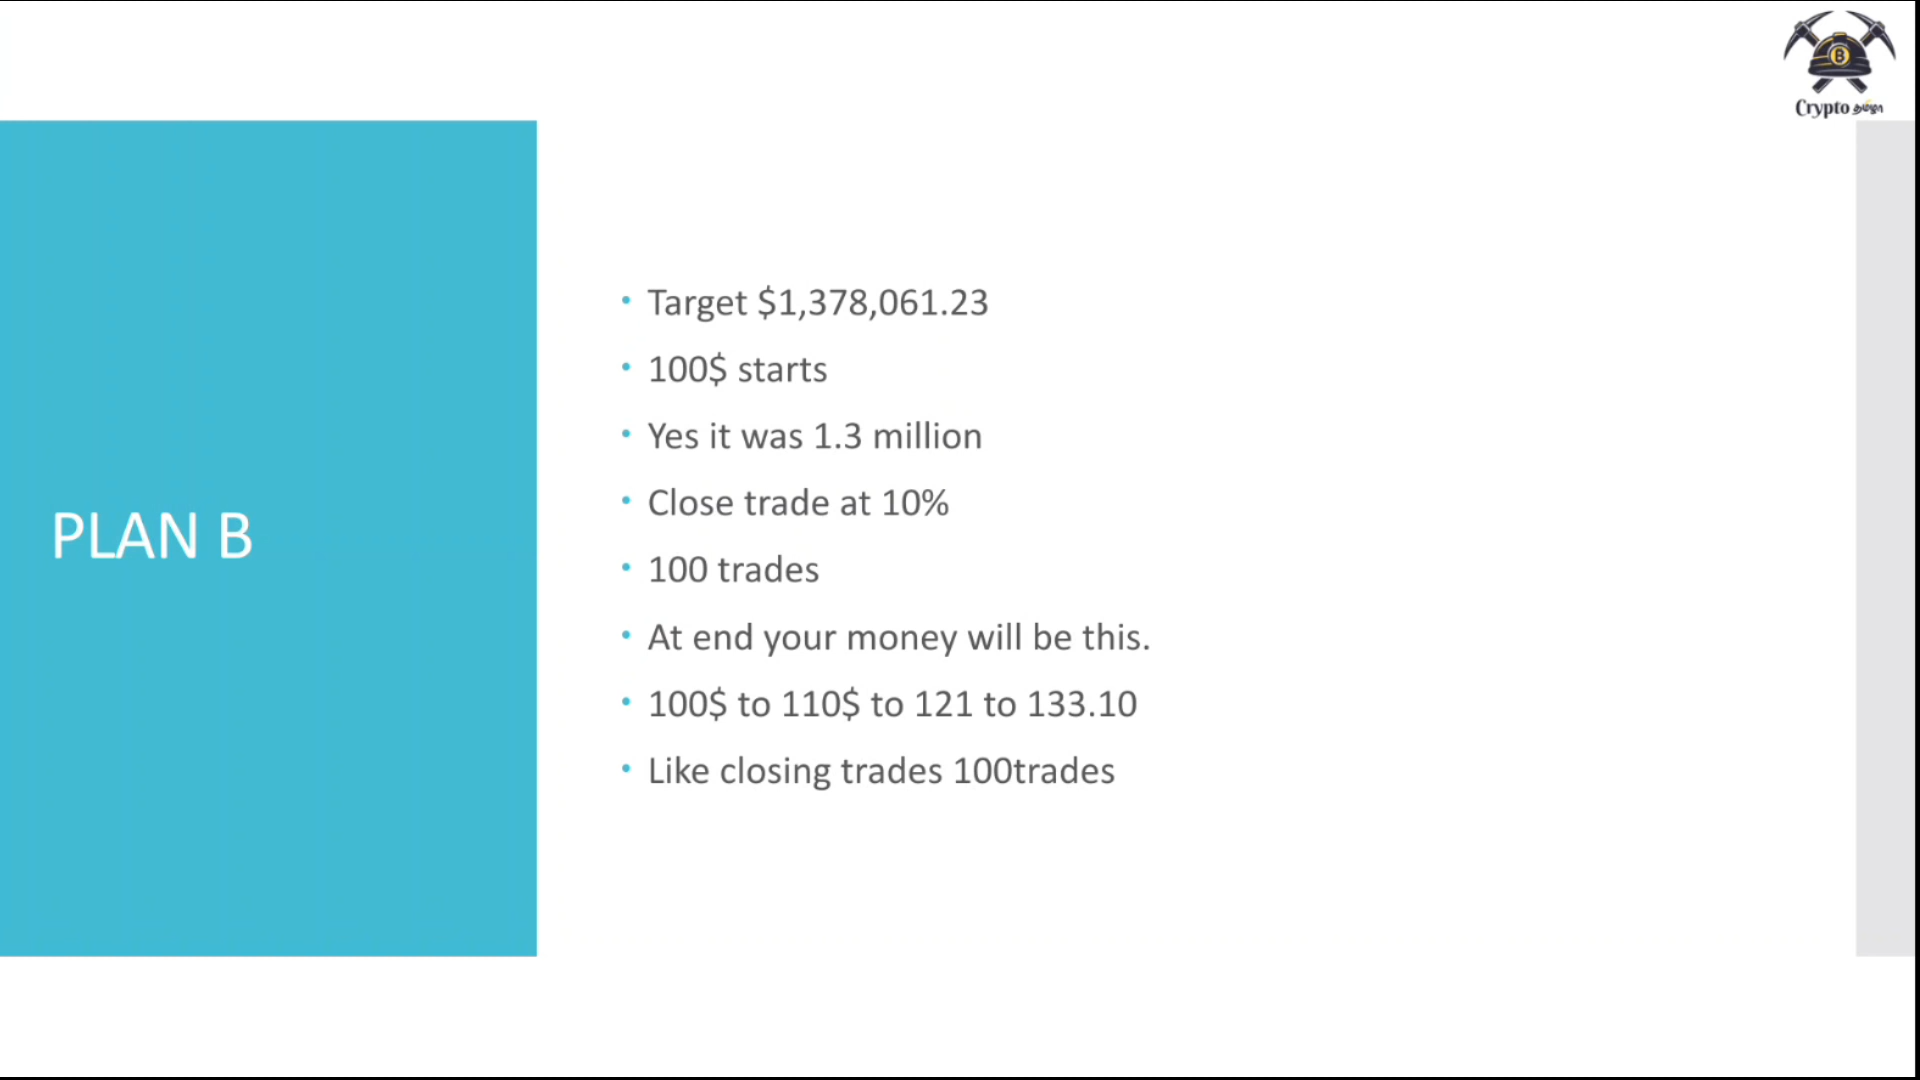 Crypto தமிழா
PLAN B
Target $1,378,061.23
100$ starts
Yes it was 1.3 million
Close trade at 10%
100 trades
At end your money will be this.
100$ to 110$ to 121 to 133.10
Like closing trades 100trades